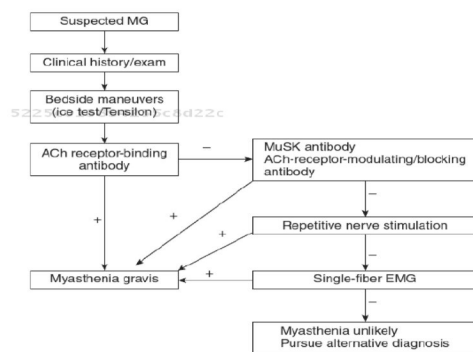 Suspected MG
Clinical history/exam
Bedside maneuvers
(ice test/Tensilon)
ACh receptor-binding
antibody
–
MuSK antibody
ACh-receptor-modulating/blocking
antibody
–
+
+
Repetitive nerve stimulation
+
–
Myasthenia gravis
+
Single-fiber EMG
–
Myasthenia unlikely
Pursue alternative diagnosis